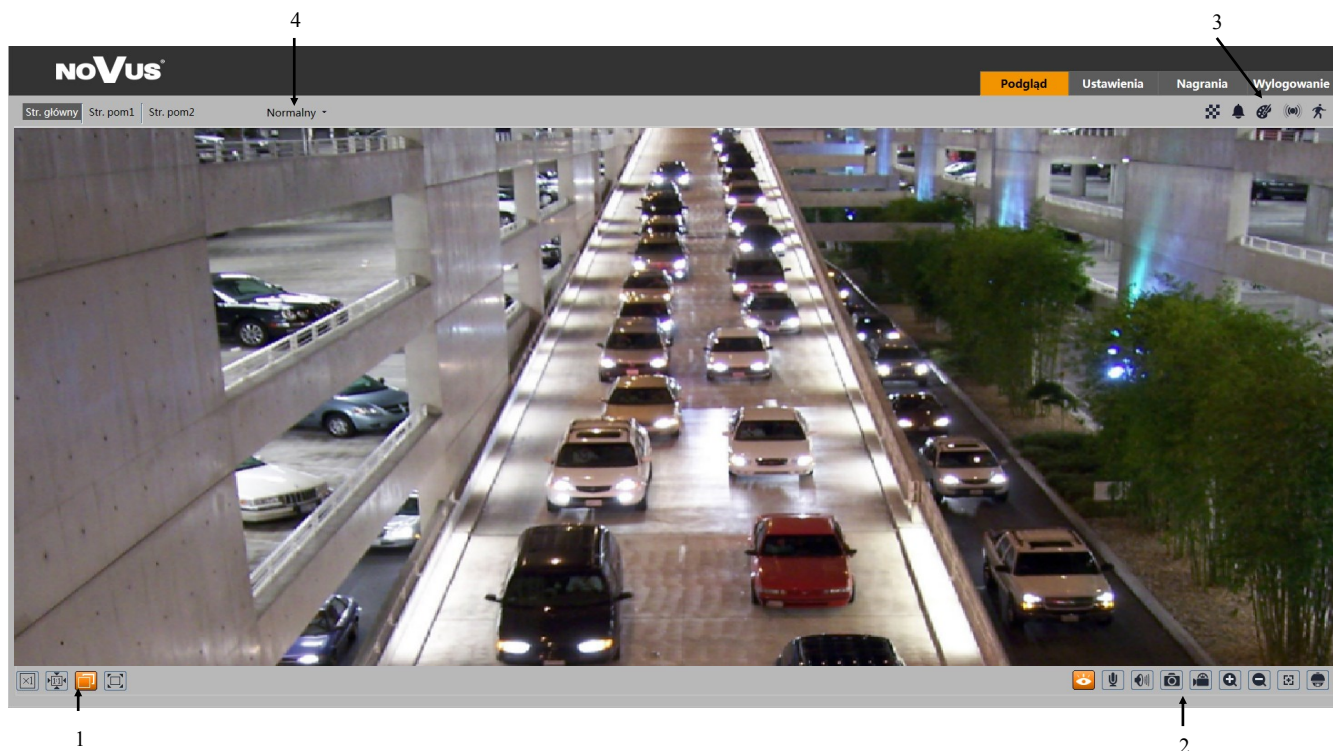 4
3
NOVUS®
Podgląd Ustawienia Nagrania Wylogowanie
Str. główny Str. pom1 Str. pom2 Normalny
1
2